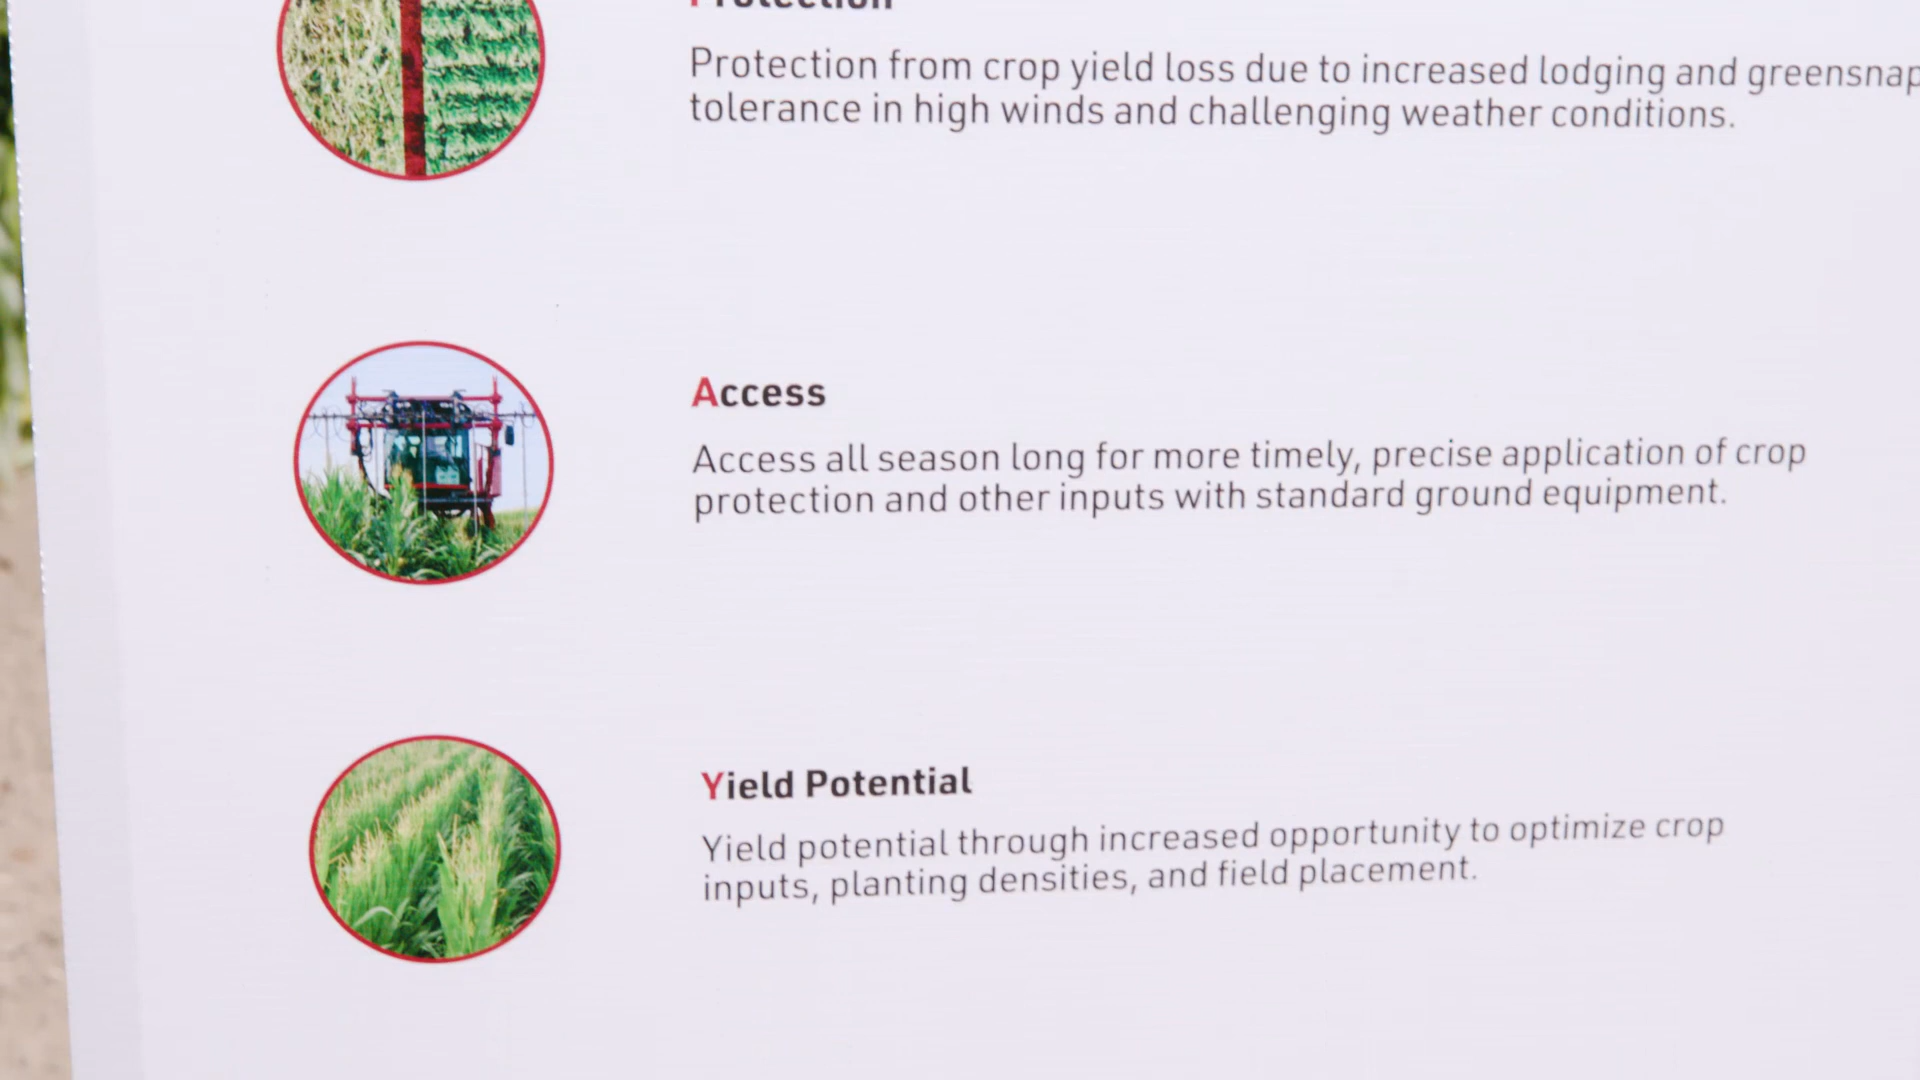 Protection
Protection from crop yield loss due to increased lodging and greensnap
tolerance in high winds and challenging weather conditions.
Access
Access all season long for more timely, precise application of crop
protection and other inputs with standard ground equipment.
Yield Potential
Yield potential through increased opportunity to optimize crop
inputs, planting densities, and field placement.